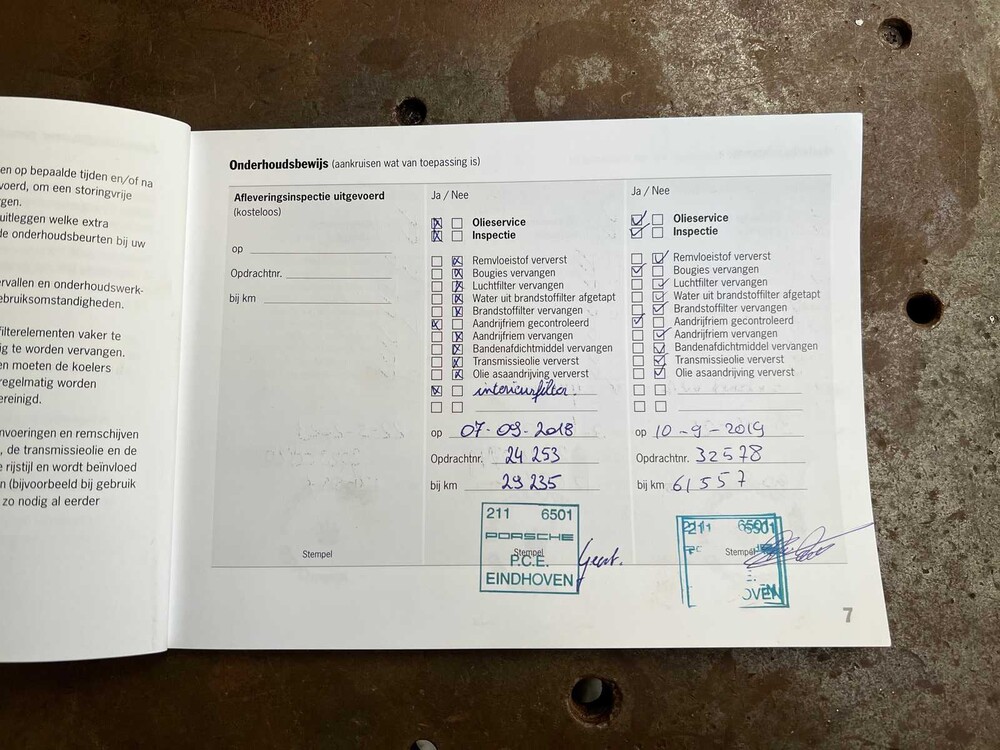 en op bepaalde tijden en/of na
voerd, om een storingvrije
gen.
uitleggen welke extra
de onderhoudsbeurten bij uw
ervallen en onderhoudswerk-
ebruiksomstandigheden.
filterelementen vaker te
ig te worden vervangen.
en moeten de koelers
regelmatig worden
ereinigd.
nvoeringen en remschijven
, de transmissieolie en de
e rijstijl en wordt beïnvloed
n (bijvoorbeeld bij gebruik
zo nodig al eerder
Onderhoudsbewijs (aankruisen wat van toepassing is)
Afleveringsinspectie uitgevoerd
(kosteloos)
op
Opdrachtnr.
bij km
Stempel
Ja / Nee
Olieservice
Inspectie
Remvloeistof ververst
Bougies vervangen
Luchtfilter vervangen
Water uit brandstoffilter afgetapt
Brandstoffilter vervangen
Aandrijfriem gecontroleerd
Aandrijfriem vervangen
Bandenafdichtmiddel vervangen
Transmissieolie ververst
Olie asaandrijving ververst
interieurfilter.
op 07-09-2018
Opdrachtnr. 24 253
bij km 29 235
211 6501
PORSCHE
Stempel
P.C.E.
EINDHOVEN
Ja / Nee
Olieservice
Inspectie
Remvloeistof ververst
Bougies vervangen
Luchtfilter vervangen
Water uit brandstoffilter afgetapt
Brandstoffilter vervangen
Aandrijfriem gecontroleerd
Aandrijfriem vervangen
Bandenafdichtmiddel vervangen
Transmissieolie ververst
Olie asaandrijving ververst
op 10-9-2019
Opdrachtnr. 32578
bij km 61557
211 6501
Stempel
7